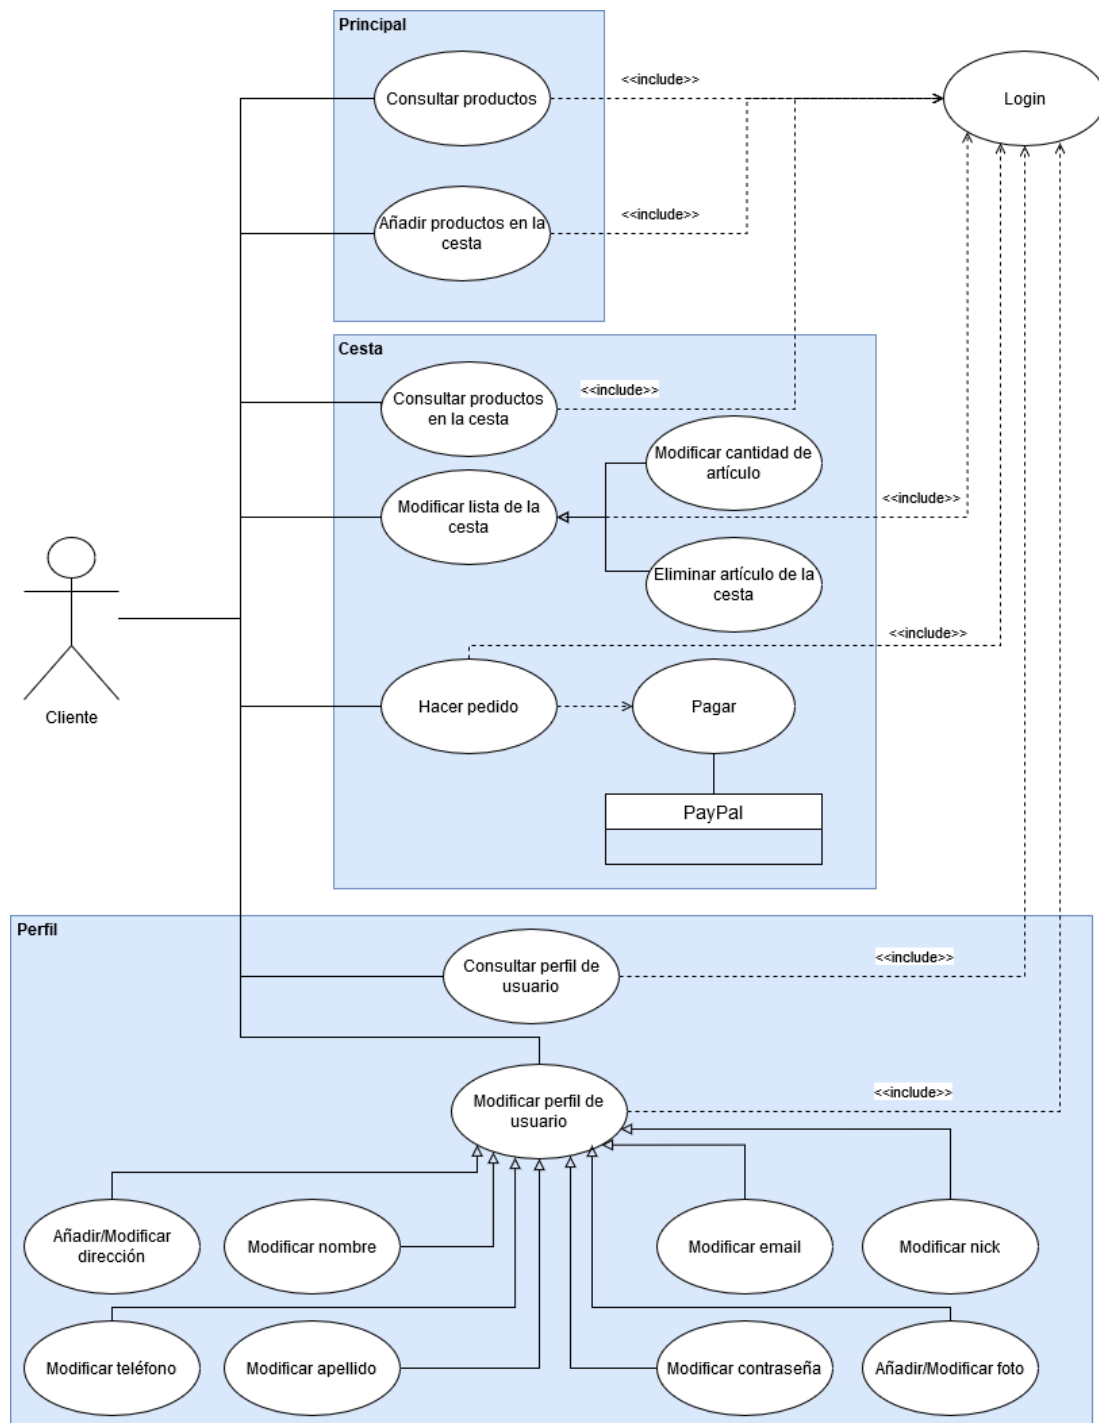 Principal
Consultar productos
<<include>>
Login
Añadir productos en la
cesta
<<include>>
Cesta
Consultar productos
en la cesta
<<include>>
Modificar cantidad de
artículo
Modificar lista de la
cesta
<<include>>
Eliminar artículo de la
cesta
<<include>>
Hacer pedido
Pagar
Cliente
PayPal
Perfil
Consultar perfil de
usuario
<<include>>
Modificar perfil de
usuario
<<include>>
Añadir/Modificar
dirección
Modificar nombre
Modificar email
Modificar nick
Modificar teléfono
Modificar apellido
Modificar contraseña
Añadir/Modificar foto